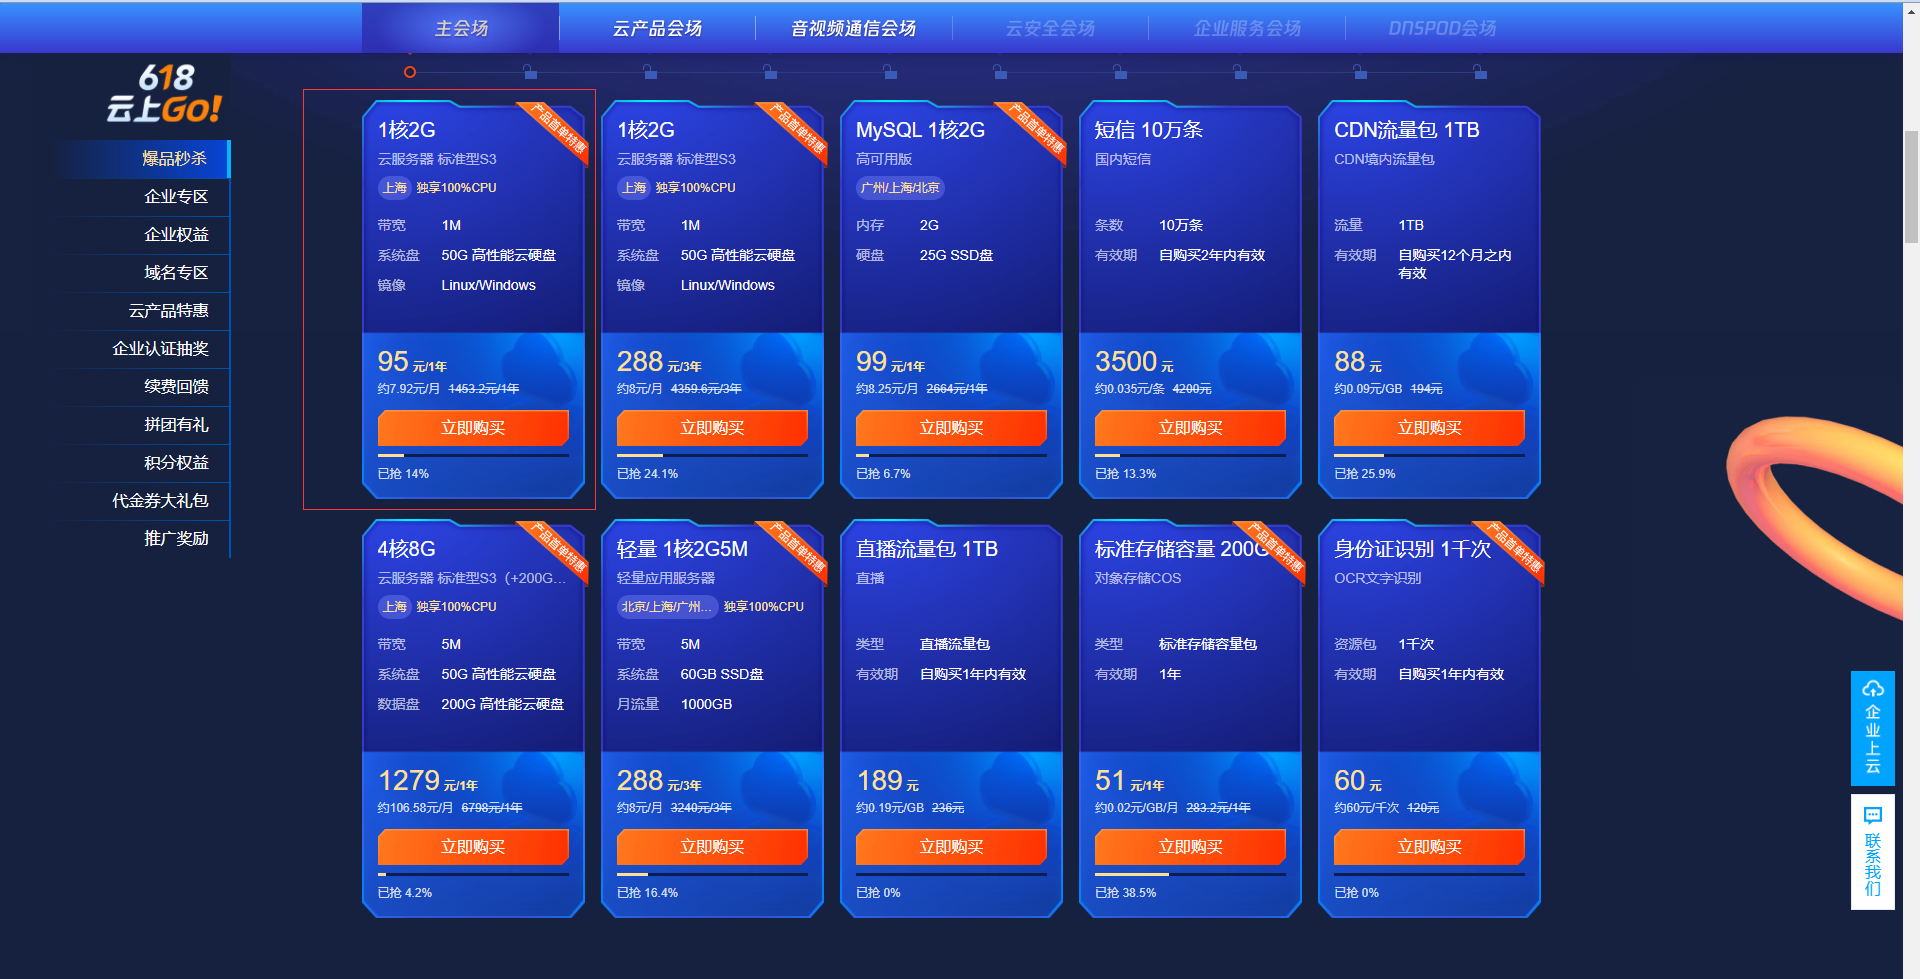 主会场
云产品会场
音视频通信会场
云安全会场
企业服务会场
DNSPOD会场
618
云上Go!
爆品秒杀
企业专区
企业权益
域名专区
云产品特惠
企业认证抽奖
续费回馈
拼团有礼
积分权益
代金券大礼包
推广奖励
产品首单特惠
1核2G
云服务器 标准型S3
上海 独享100%CPU
带宽 1M
系统盘 50G 高性能云硬盘
镜像 Linux/Windows
95 元/1年
约7.92元/月 1453.2元/1年
立即购买
已抢 14%
产品首单特惠
1核2G
云服务器 标准型S3
上海 独享100%CPU
带宽 1M
系统盘 50G 高性能云硬盘
镜像 Linux/Windows
288 元/3年
约8元/月 4359.6元/3年
立即购买
已抢 24.1%
产品首单特惠
MySQL 1核2G
高可用版
广州/上海/北京
内存 2G
硬盘 25G SSD盘
99 元/1年
约8.25元/月 2664元/1年
立即购买
已抢 6.7%
短信 10万条
国内短信
条数 10万条
有效期 自购买2年内有效
3500 元
约0.035元/条 4200元
立即购买
已抢 13.3%
CDN流量包 1TB
CDN境内流量包
流量 1TB
有效期 自购买12个月之内
有效
88 元
约0.09元/GB 194元
立即购买
已抢 25.9%
产品首单特惠
4核8G
云服务器 标准型S3（+200G...
上海 独享100%CPU
带宽 5M
系统盘 50G 高性能云硬盘
数据盘 200G 高性能云硬盘
1279 元/1年
约106.58元/月 6798元/1年
立即购买
已抢 4.2%
产品首单特惠
轻量 1核2G5M
轻量应用服务器
北京/上海/广州... 独享100%CPU
带宽 5M
系统盘 60GB SSD盘
月流量 1000GB
288 元/3年
约8元/月 3240元/3年
立即购买
已抢 16.4%
直播流量包 1TB
直播
类型 直播流量包
有效期 自购买1年内有效
189 元
约0.19元/GB 236元
立即购买
已抢 0%
产品首单特惠
标准存储容量 200G
对象存储COS
类型 标准存储容量包
有效期 1年
51 元/1年
约0.02元/GB/月 283.2元/1年
立即购买
已抢 38.5%
产品首单特惠
身份证识别 1千次
OCR文字识别
资源包 1千次
有效期 自购买1年内有效
60 元
约60元/千次 120元
立即购买
已抢 0%
企业上云
联系我们